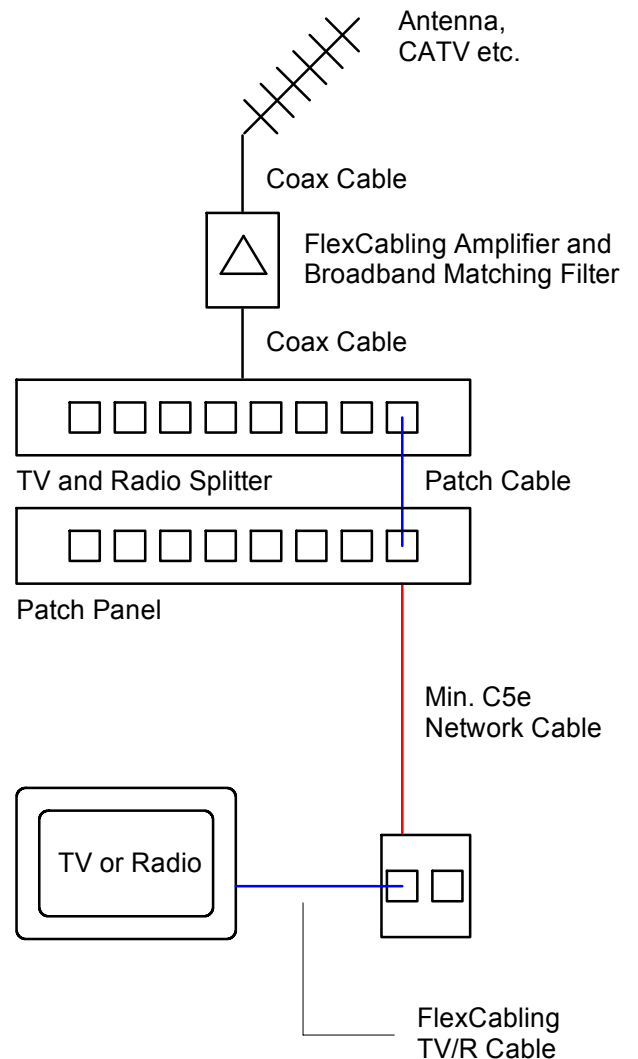 Antenna,
CATV etc.
Coax Cable
FlexCabling Amplifier and
Broadband Matching Filter
Coax Cable
TV and Radio Splitter
Patch Cable
Patch Panel
Min. C5e
Network Cable
TV or Radio
FlexCabling
TV/R Cable